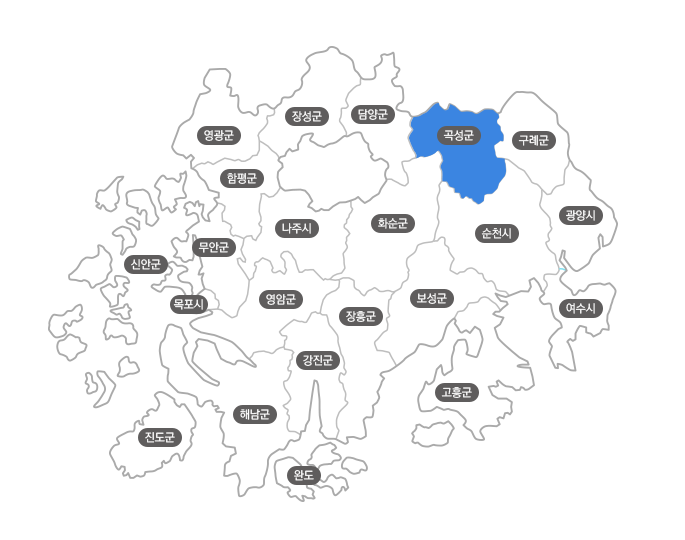 장성군
담양군
영광군
곡성군
구례군
함평군
광양시
나주시
화순군
순천시
무안군
신안군
목포시
영암군
보성군
여수시
장흥군
강진군
고흥군
해남군
진도군
완도